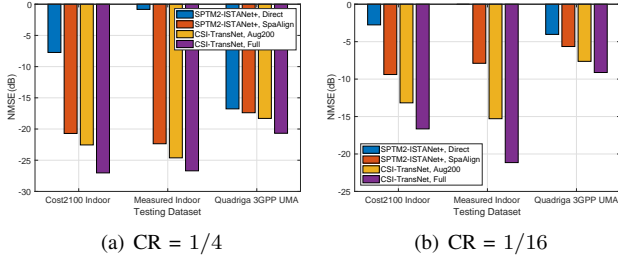 0
-5
-10
-15
-20
-25
-30
NMSE(dB)
SPTM2-ISTANet+, Direct
SPTM2-ISTANet+, SpaAlign
CSI-TransNet, Aug200
CSI-TransNet, Full
Cost2100 Indoor Measured Indoor Quadriga 3GPP UMA
Testing Dataset
(a) CR = 1/4
0
-5
-10
-15
-20
-25
NMSE(dB)
SPTM2-ISTANet+, Direct
SPTM2-ISTANet+, SpaAlign
CSI-TransNet, Aug200
CSI-TransNet, Full
Cost2100 Indoor Measured Indoor Quadriga 3GPP UMA
Testing Dataset
(b) CR = 1/16